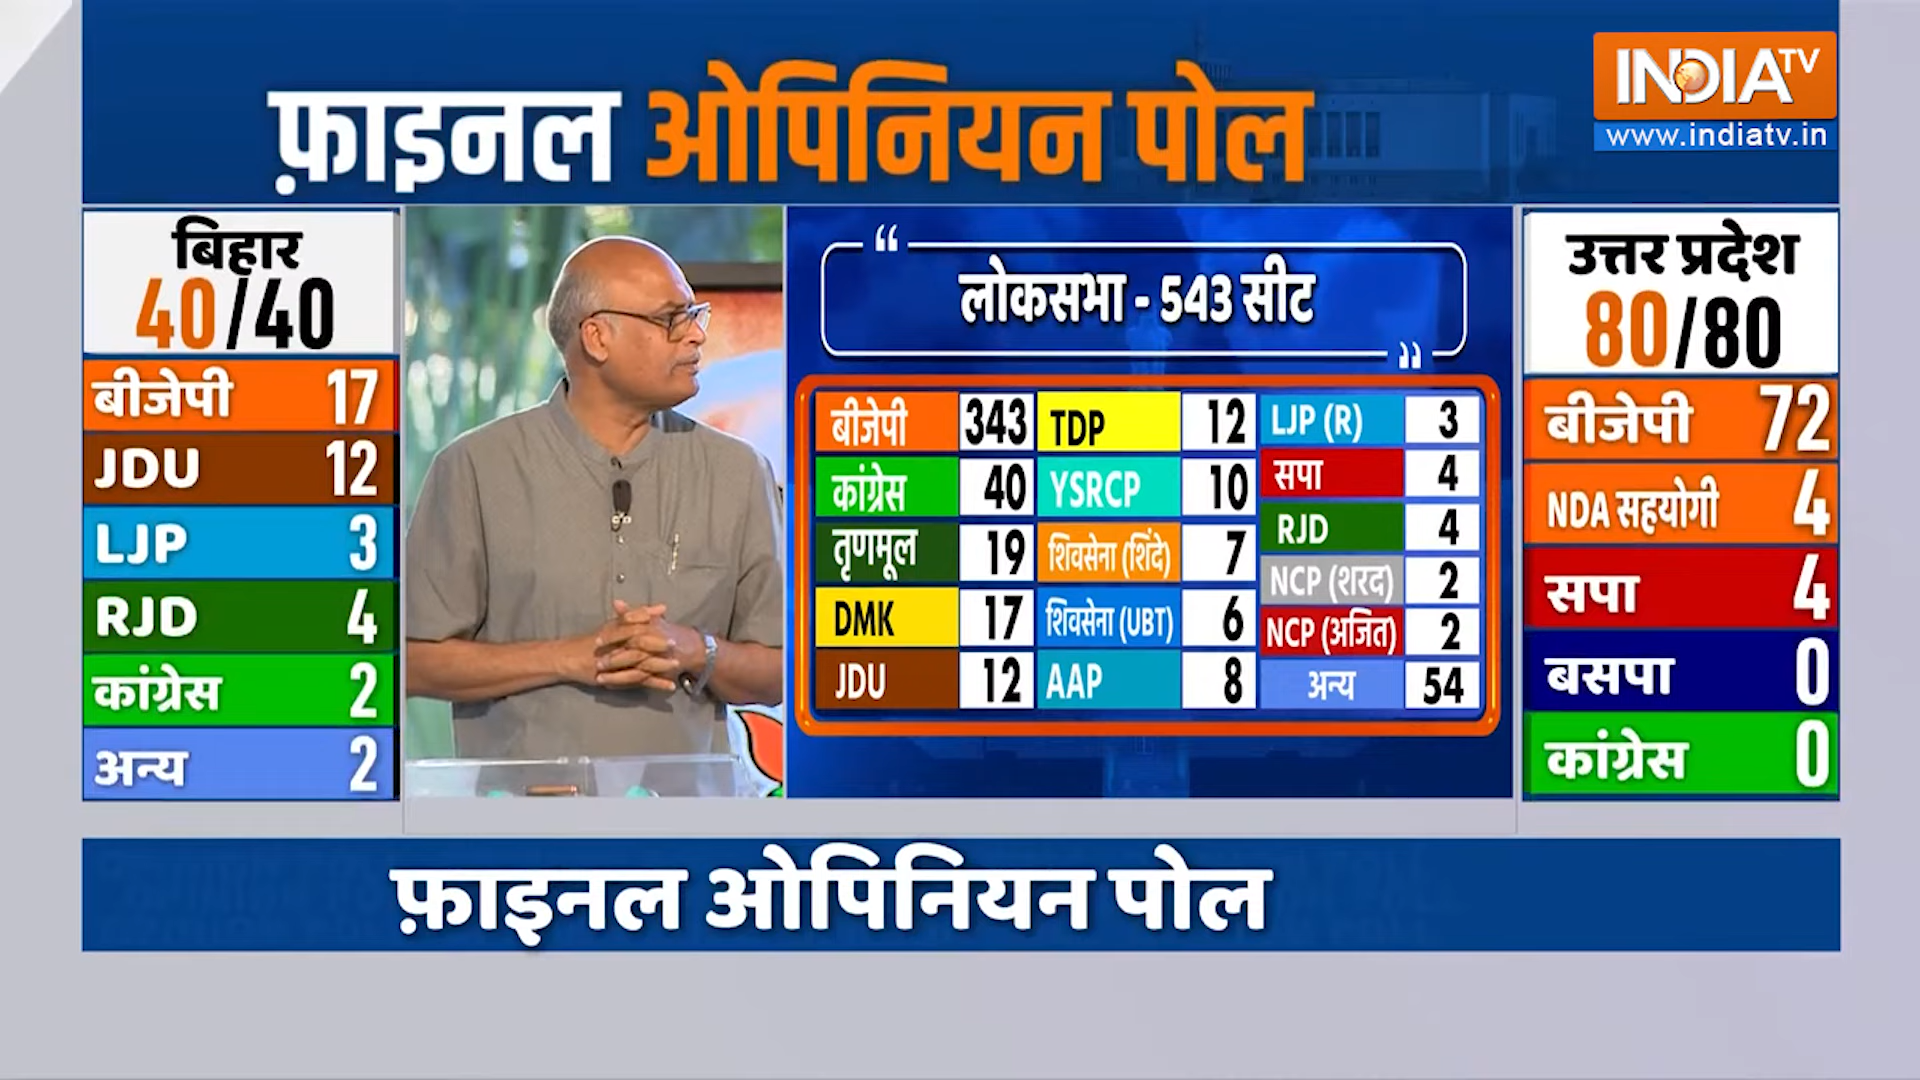 फ़ाइनल ओपिनियन पोल
INDIA TV
www.indiatv.in
बिहार
40/40
बीजेपी 17
JDU 12
LJP 3
RJD 4
कांग्रेस 2
अन्य 2
“
लोकसभा - 543 सीट
”
बीजेपी 343
कांग्रेस 40
तृणमूल 19
DMK 17
JDU 12
TDP 12
YSRCP 10
शिवसेना (शिंदे) 7
शिवसेना (UBT) 6
AAP 8
LJP (R) 3
सपा 4
RJD 4
NCP (शरद) 2
NCP (अजित) 2
अन्य 54
उत्तर प्रदेश
80/80
बीजेपी 72
NDA सहयोगी 4
सपा 4
बसपा 0
कांग्रेस 0
फ़ाइनल ओपिनियन पोल